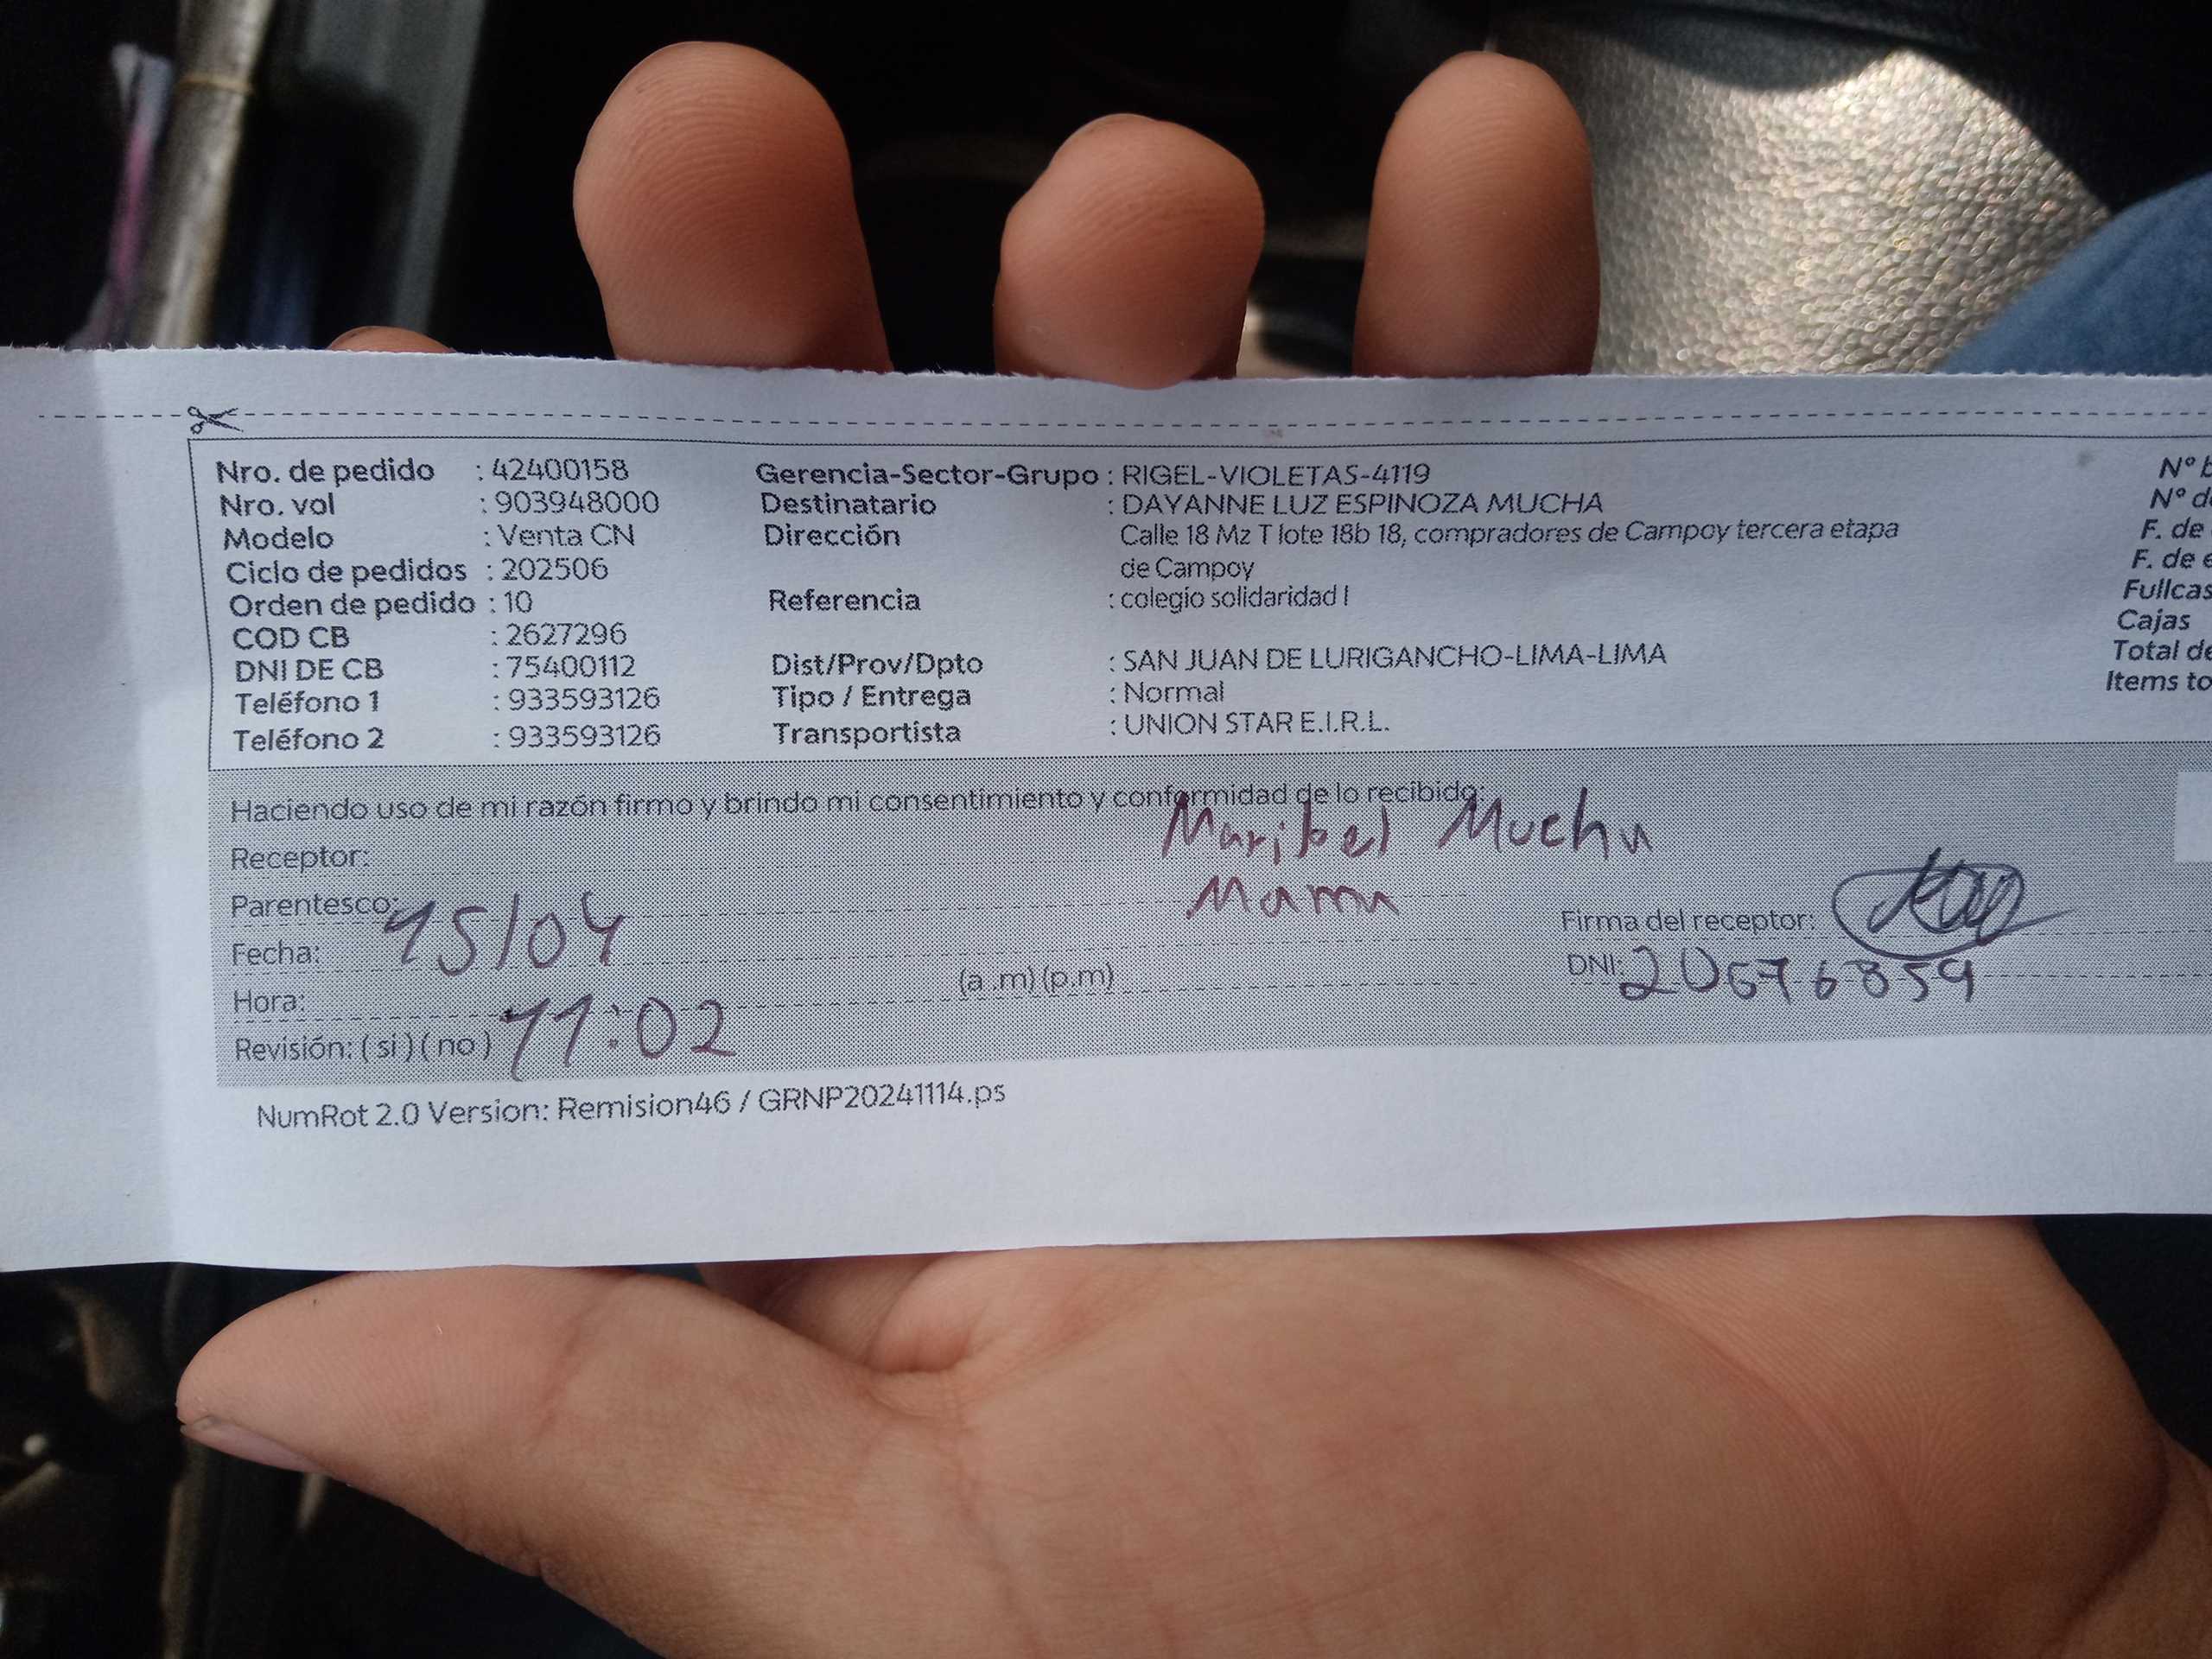 Nro. de pedido : 42400158
Nro. vol : 903948000
Modelo : Venta CN
Ciclo de pedidos : 202506
Orden de pedido : 10
COD CB : 2627296
DNI DE CB : 75400112
Teléfono 1 : 933593126
Teléfono 2 : 933593126
Gerencia-Sector-Grupo : RIGEL-VIOLETAS-4119
Destinatario : DAYANNE LUZ ESPINOZA MUCHA
Dirección Calle 18 Mz T lote 18b 18, compradores de Campoy tercera etapa
de Campoy
Referencia : colegio solidaridad I
Dist/Prov/Dpto : SAN JUAN DE LURIGANCHO-LIMA-LIMA
Tipo / Entrega : Normal
Transportista : UNION STAR E.I.R.L.
Nº
Nº
F. de
F. de
Cajas
Total
Items
Haciendo uso de mi razón firmo y brindo mi consentimiento y conformidad de lo recibido:
Receptor: Maribel Mucha
Parentesco: Mama
Fecha: 15/04
Firma del receptor:
Hora: 11:02 (a .m) (p.m)
DNI: 20676859
Revisión: ( si ) ( no )
NumRot 2.0 Version: Remision46 / GRNP20241114.ps